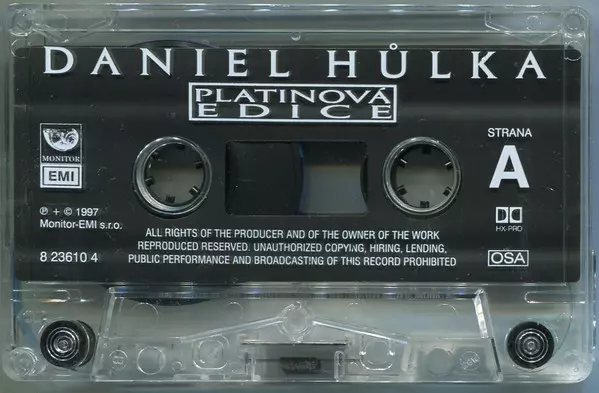 DANIEL HŮLKA
PLATINOVÁ
EDICE
STRANA
A
MONITOR
EMI
℗ + © 1997
Monitor-EMI s.r.o.
8 23610 4
ALL RIGHTS OF THE PRODUCER AND OF THE OWNER OF THE WORK
REPRODUCED RESERVED. UNAUTHORIZED COPYING, HIRING, LENDING,
PUBLIC PERFORMANCE AND BROADCASTING OF THIS RECORD PROHIBITED
HX-PRO
OSA